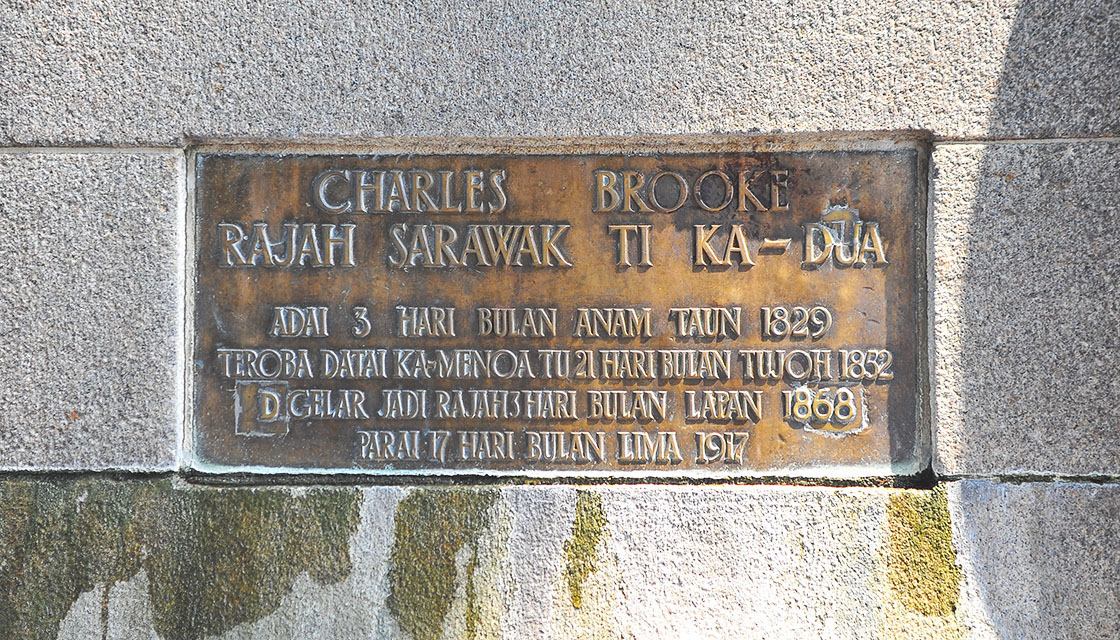 CHARLES BROOKE
RAJAH SARAWAK TI KA-DUA
ADAI 3 HARI BULAN ANAM TAUN 1829
TEROBA DATAI KA-MENOA TU 21 HARI BULAN TUJOH 1852
DI GELAR JADI RAJAH 3 HARI BULAN LAPAN 1868
PARAI 17 HARI BULAN LIMA 1917